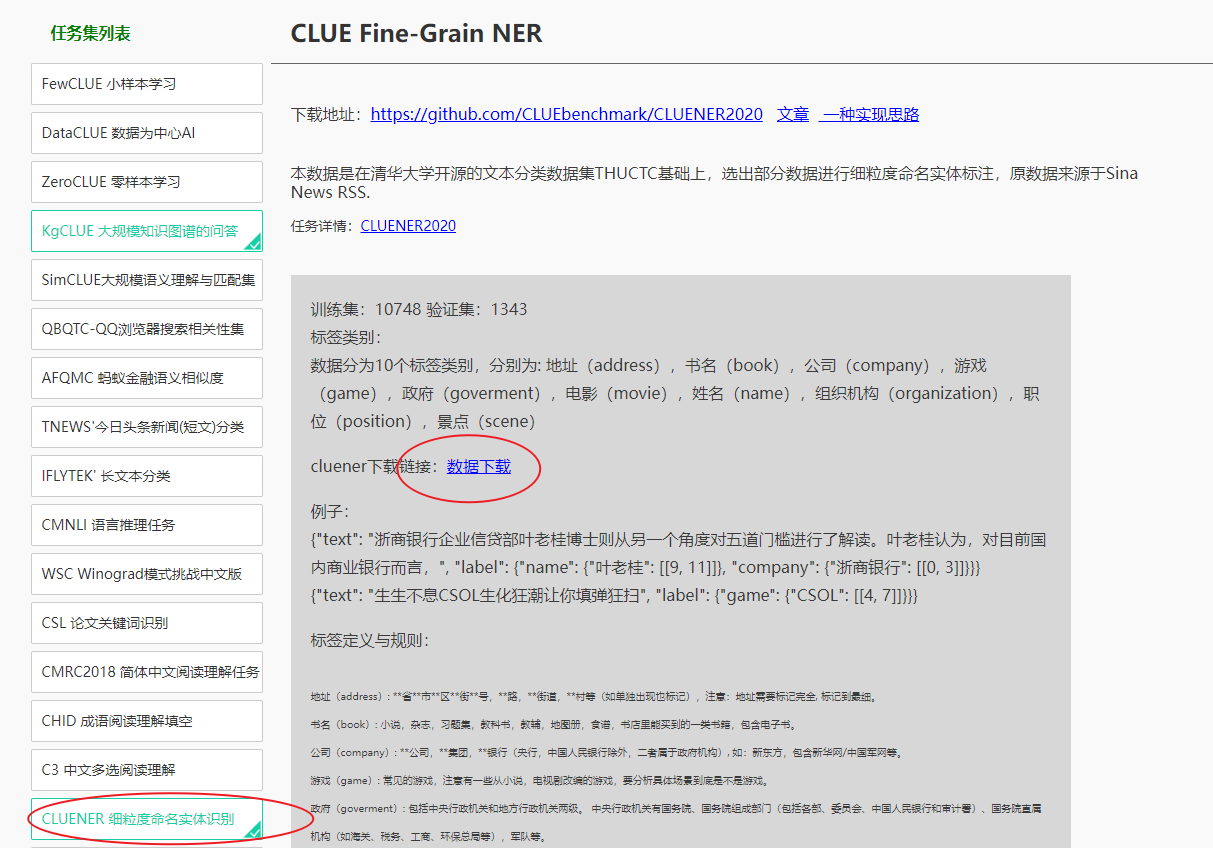 任务集列表
FewCLUE 小样本学习
DataCLUE 数据为中心AI
ZeroCLUE 零样本学习
KgCLUE 大规模知识图谱的问答
SimCLUE大规模语义理解与匹配集
QBQTC-QQ浏览器搜索相关性集
AFQMC 蚂蚁金融语义相似度
TNEWS'今日头条新闻(短文)分类
IFLYTEK' 长文本分类
CMNLI 语言推理任务
WSC Winograd模式挑战中文版
CSL 论文关键词识别
CMRC2018 简体中文阅读理解任务
CHID 成语阅读理解填空
C3 中文多选阅读理解
CLUENER 细粒度命名实体识别
CLUE Fine-Grain NER
下载地址：https://github.com/CLUEbenchmark/CLUENER2020 文章 一种实现思路
本数据是在清华大学开源的文本分类数据集THUCTC基础上，选出部分数据进行细粒度命名实体标注，原数据来源于Sina
News RSS.
任务详情：CLUENER2020
训练集：10748 验证集：1343
标签类别：
数据分为10个标签类别，分别为: 地址（address），书名（book），公司（company），游戏
（game），政府（goverment），电影（movie），姓名（name），组织机构（organization），职
位（position），景点（scene）
cluener下载链接：数据下载
例子：
{"text": "浙商银行企业信贷部叶老桂博士则从另一个角度对五道门槛进行了解读。叶老桂认为，对目前国
内商业银行而言，", "label": {"name": {"叶老桂": [[9, 11]]}, "company": {"浙商银行": [[0, 3]]}}}
{"text": "生生不息CSOL生化狂潮让你填弹狂扫", "label": {"game": {"CSOL": [[4, 7]]}}}
标签定义与规则：
地址（address）: **省**市**区**街**号，**路，**街道，**村等（如单独出现也标记），注意：地址需要标记完全, 标记到最细。
书名（book）: 小说，杂志，习题集，教科书，教辅，地图册，食谱，书店里能买到的一类书籍，包含电子书。
公司（company）: **公司，**集团，**银行（央行，中国人民银行除外，二者属于政府机构）, 如：新东方，包含新华网/中国军网等。
游戏（game）: 常见的游戏，注意有一些从小说，电视剧改编的游戏，要分析具体场景到底是不是游戏。
政府（goverment）: 包括中央行政机关和地方行政机关两级。 中央行政机关有国务院、国务院组成部门（包括各部、委员会、中国人民银行和审计署）、国务院直属
机构（如海关、税务、工商、环保总局等），军队等。